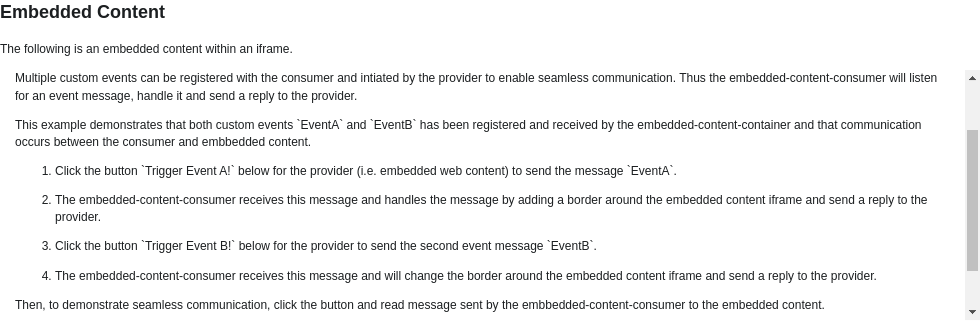 Embedded Content
The following is an embedded content within an iframe.
Multiple custom events can be registered with the consumer and intiated by the provider to enable seamless communication. Thus the embedded-content-consumer will listen
for an event message, handle it and send a reply to the provider.
This example demonstrates that both custom events `EventA` and `EventB` has been registered and received by the embedded-content-container and that communication
occurs between the consumer and embbedded content.
1. Click the button `Trigger Event A!` below for the provider (i.e. embedded web content) to send the message `EventA`.
2. The embedded-content-consumer receives this message and handles the message by adding a border around the embedded content iframe and send a reply to the
provider.
3. Click the button `Trigger Event B!` below for the provider to send the second event message `EventB`.
4. The embedded-content-consumer receives this message and will change the border around the embedded content iframe and send a reply to the provider.
Then, to demonstrate seamless communication, click the button and read message sent by the embbedded-content-consumer to the embedded content.